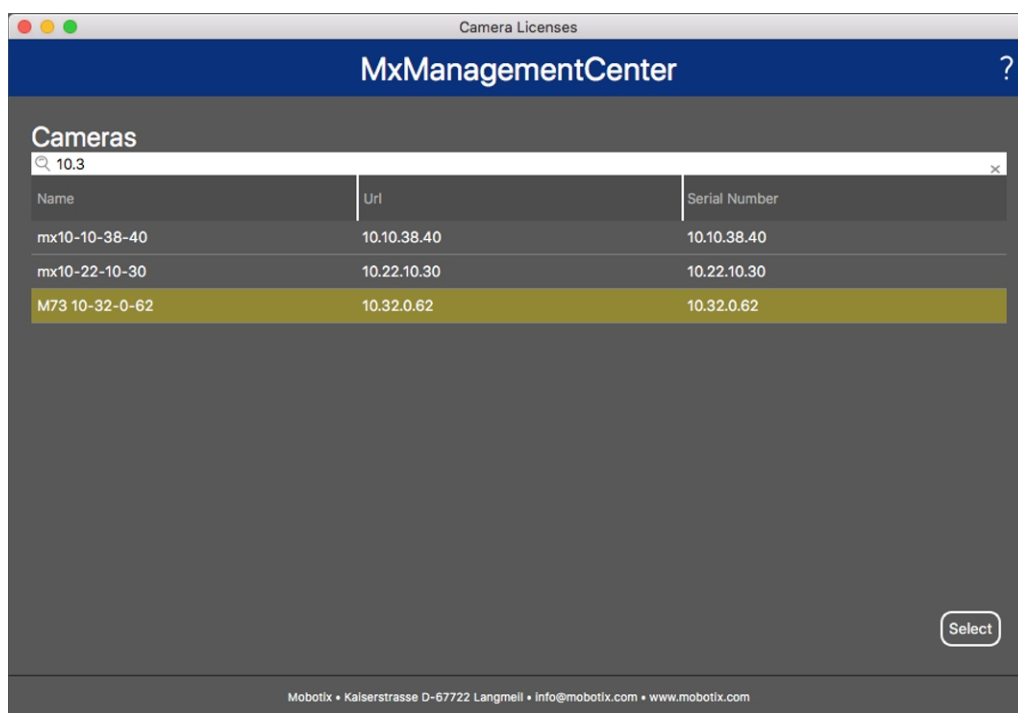 Camera Licenses
MxManagementCenter ?
Cameras
10.3 ×
Name Url Serial Number
mx10-10-38-40 10.10.38.40 10.10.38.40
mx10-22-10-30 10.22.10.30 10.22.10.30
M73 10-32-0-62 10.32.0.62 10.32.0.62
Select
Mobotix • Kaiserstrasse D-67722 Langmeil • info@mobotix.com • www.mobotix.com